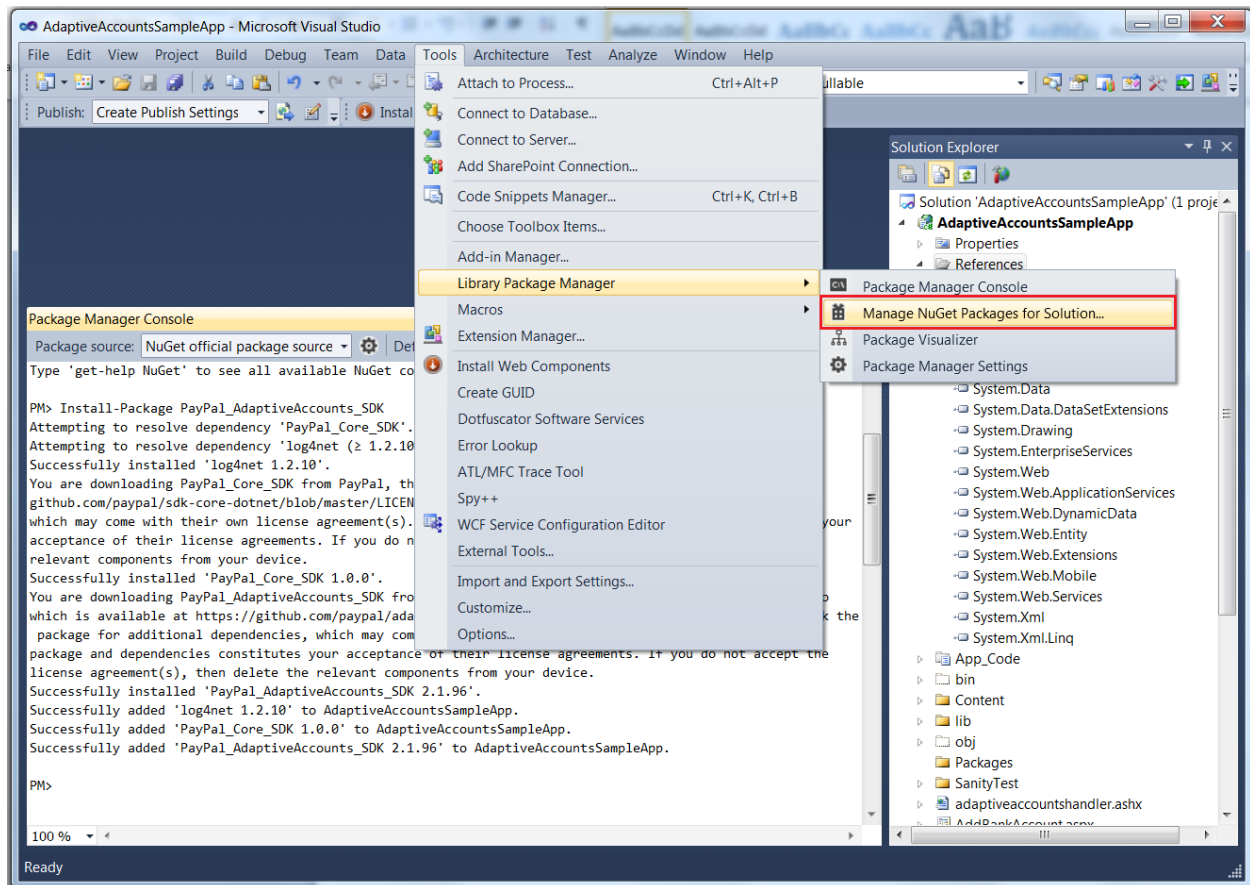 AdaptiveAccountsSampleApp - Microsoft Visual Studio
File Edit View Project Build Debug Team Data Tools Architecture Test Analyze Window Help
Publish: Create Publish Settings Instal
ullable
Attach to Process... Ctrl+Alt+P
Connect to Database...
Connect to Server...
Add SharePoint Connection...
Code Snippets Manager... Ctrl+K, Ctrl+B
Choose Toolbox Items...
Add-in Manager...
Library Package Manager
Macros
Extension Manager...
Install Web Components
Create GUID
Dotfuscator Software Services
Error Lookup
ATL/MFC Trace Tool
Spy++
WCF Service Configuration Editor
External Tools...
Import and Export Settings...
Customize...
Options...
Package Manager Console
Manage NuGet Packages for Solution...
Package Visualizer
Package Manager Settings
Package Manager Console
Package source: NuGet official package source Def
Type 'get-help NuGet' to see all available NuGet co
PM> Install-Package PayPal_AdaptiveAccounts_SDK
Attempting to resolve dependency 'PayPal_Core_SDK'.
Attempting to resolve dependency 'log4net (≥ 1.2.10
Successfully installed 'log4net 1.2.10'.
You are downloading PayPal_Core_SDK from PayPal, th
github.com/paypal/sdk-core-dotnet/blob/master/LICEN
which may come with their own license agreement(s). your
acceptance of their license agreements. If you do n
relevant components from your device.
Successfully installed 'PayPal_Core_SDK 1.0.0'.
You are downloading PayPal_AdaptiveAccounts_SDK fro
which is available at https://github.com/paypal/ada k the
package for additional dependencies, which may com
package and dependencies constitutes your acceptance of their license agreements. If you do not accept the
license agreement(s), then delete the relevant components from your device.
Successfully installed 'PayPal_AdaptiveAccounts_SDK 2.1.96'.
Successfully added 'log4net 1.2.10' to AdaptiveAccountsSampleApp.
Successfully added 'PayPal_Core_SDK 1.0.0' to AdaptiveAccountsSampleApp.
Successfully added 'PayPal_AdaptiveAccounts_SDK 2.1.96' to AdaptiveAccountsSampleApp.
PM>
100 %
Ready
Solution Explorer
Solution 'AdaptiveAccountsSampleApp' (1 proje
AdaptiveAccountsSampleApp
Properties
References
System.Data
System.Data.DataSetExtensions
System.Drawing
System.EnterpriseServices
System.Web
System.Web.ApplicationServices
System.Web.DynamicData
System.Web.Entity
System.Web.Extensions
System.Web.Mobile
System.Web.Services
System.Xml
System.Xml.Linq
App_Code
bin
Content
lib
obj
Packages
SanityTest
adaptiveaccountshandler.ashx
AddBankAccount.aspx